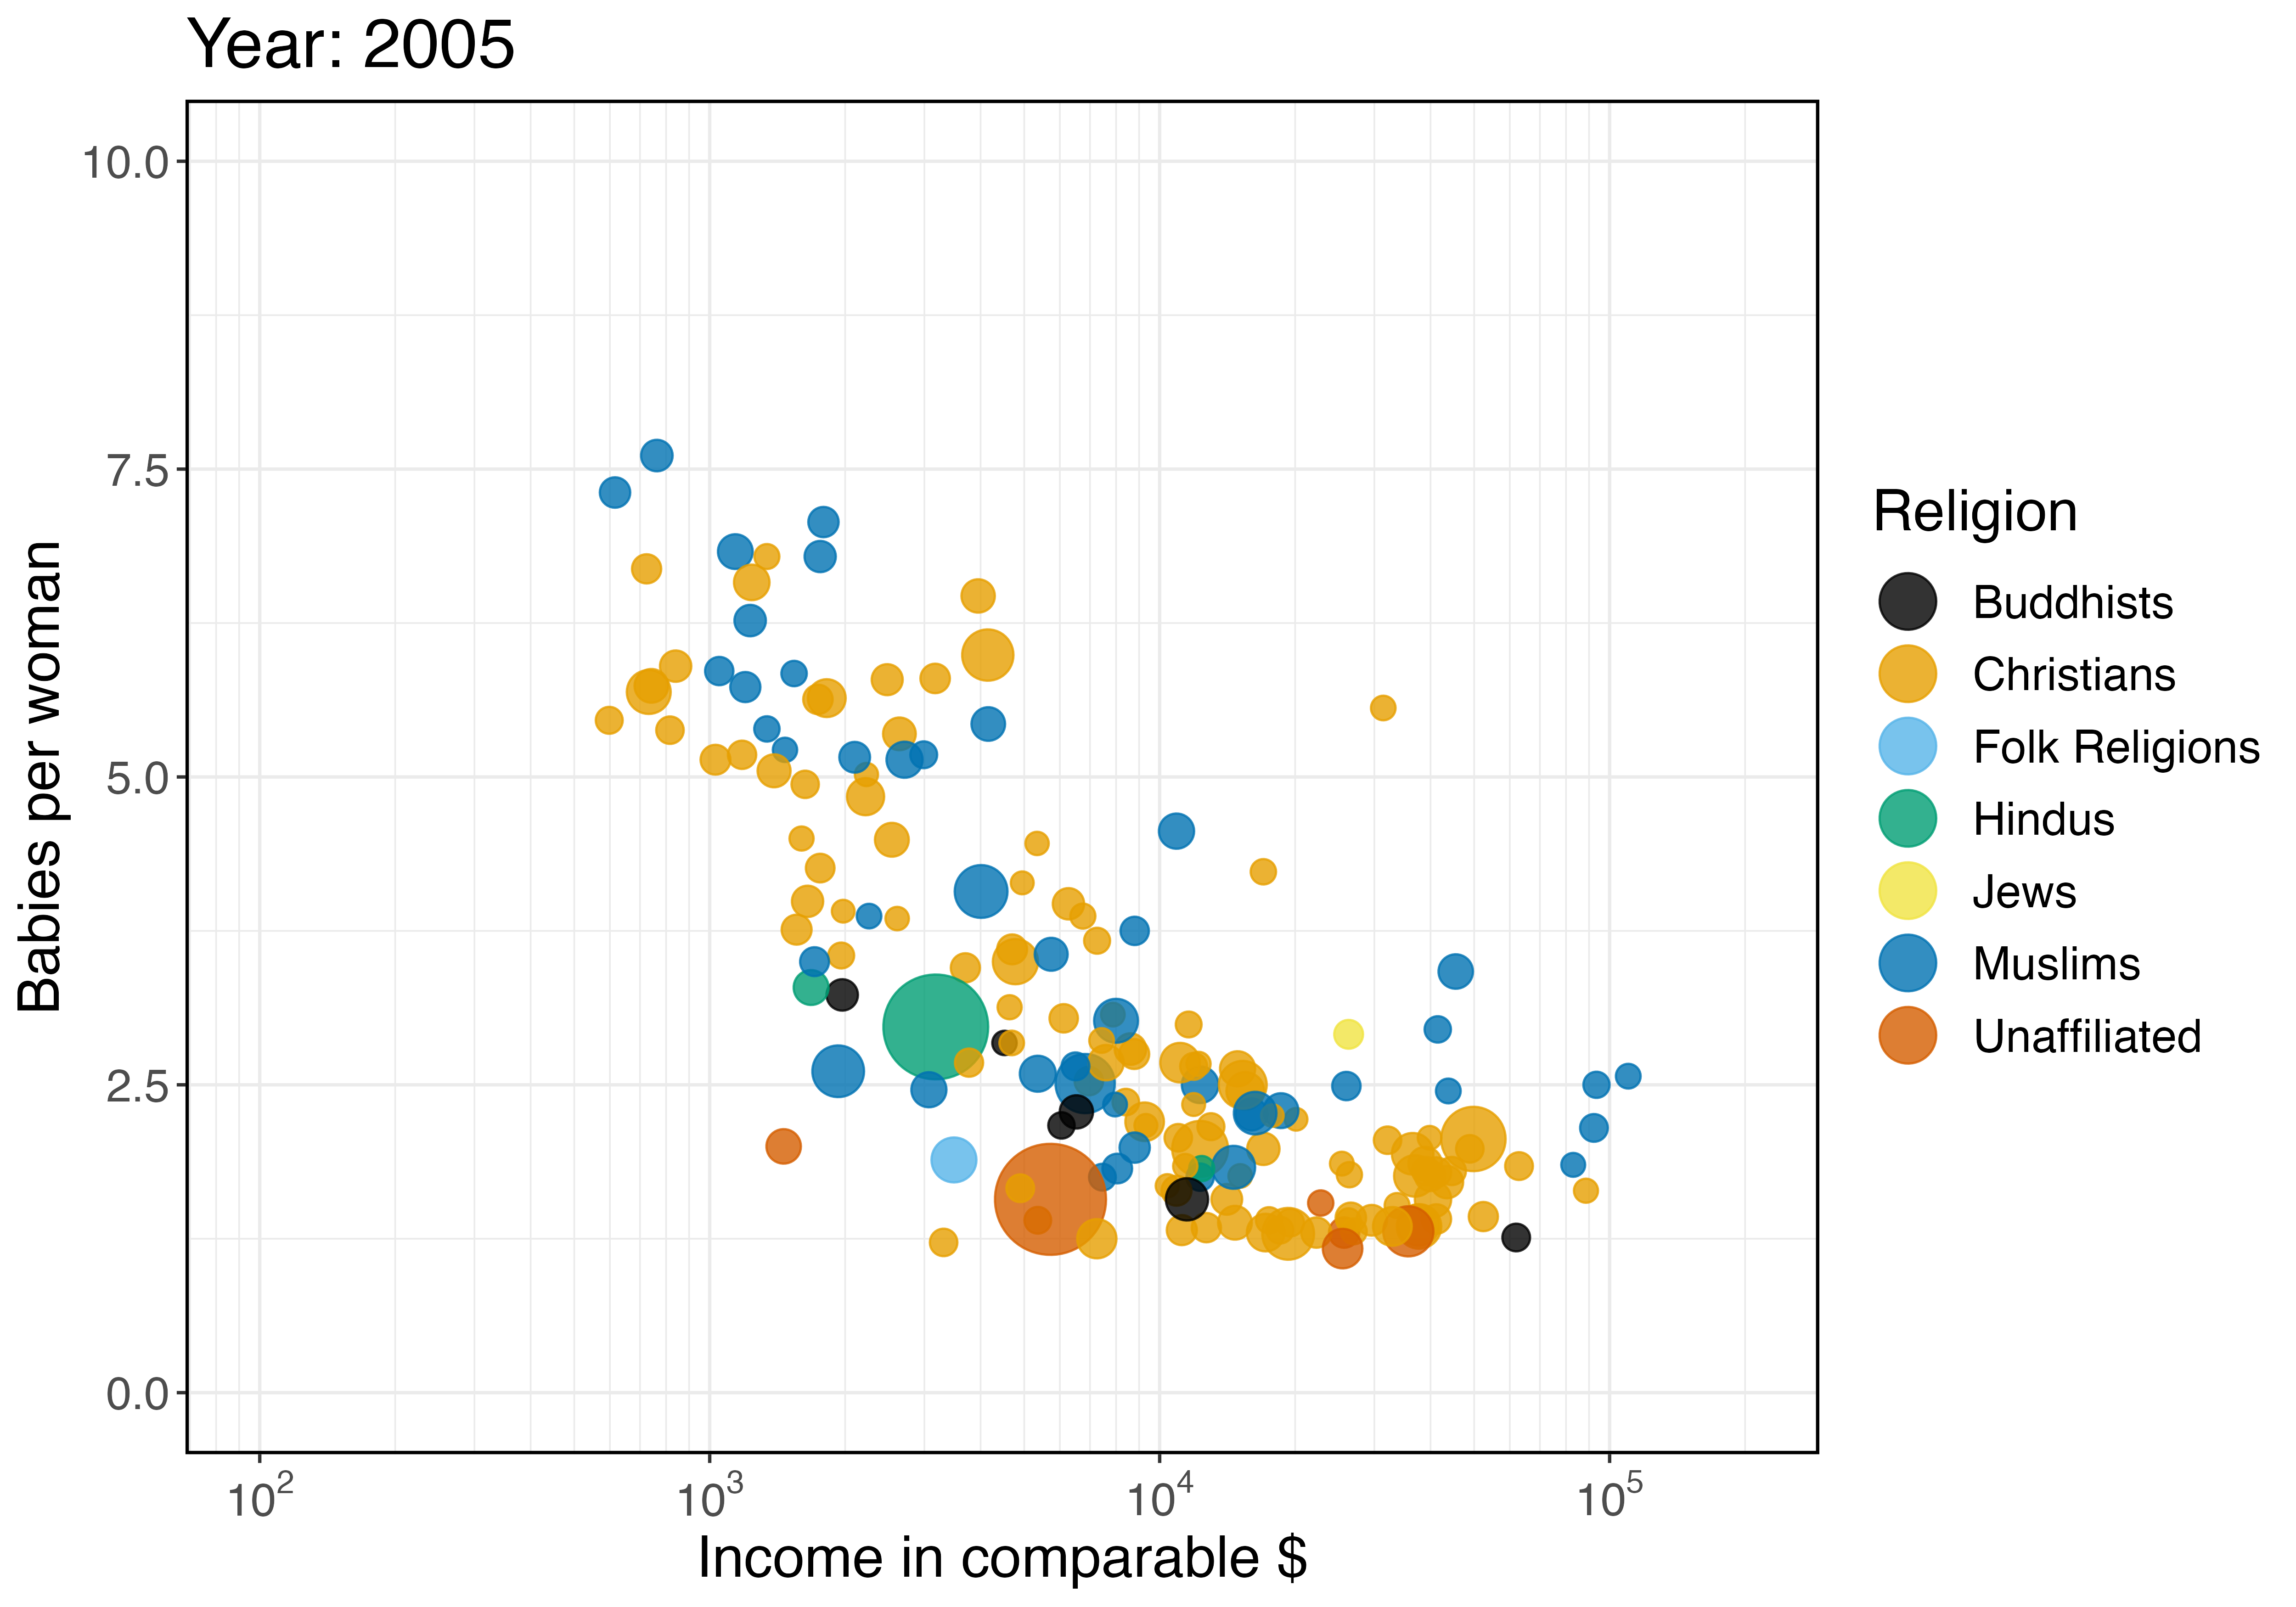 Year: 2005
10.0
7.5
5.0
2.5
0.0
Babies per woman
10²
10³
10⁴
10⁵
Income in comparable $
Religion
Buddhists
Christians
Folk Religions
Hindus
Jews
Muslims
Unaffiliated